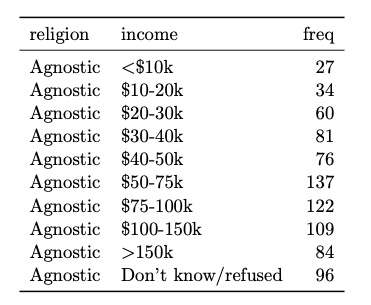 religion income freq
Agnostic <$10k 27
Agnostic $10-20k 34
Agnostic $20-30k 60
Agnostic $30-40k 81
Agnostic $40-50k 76
Agnostic $50-75k 137
Agnostic $75-100k 122
Agnostic $100-150k 109
Agnostic >150k 84
Agnostic Don't know/refused 96